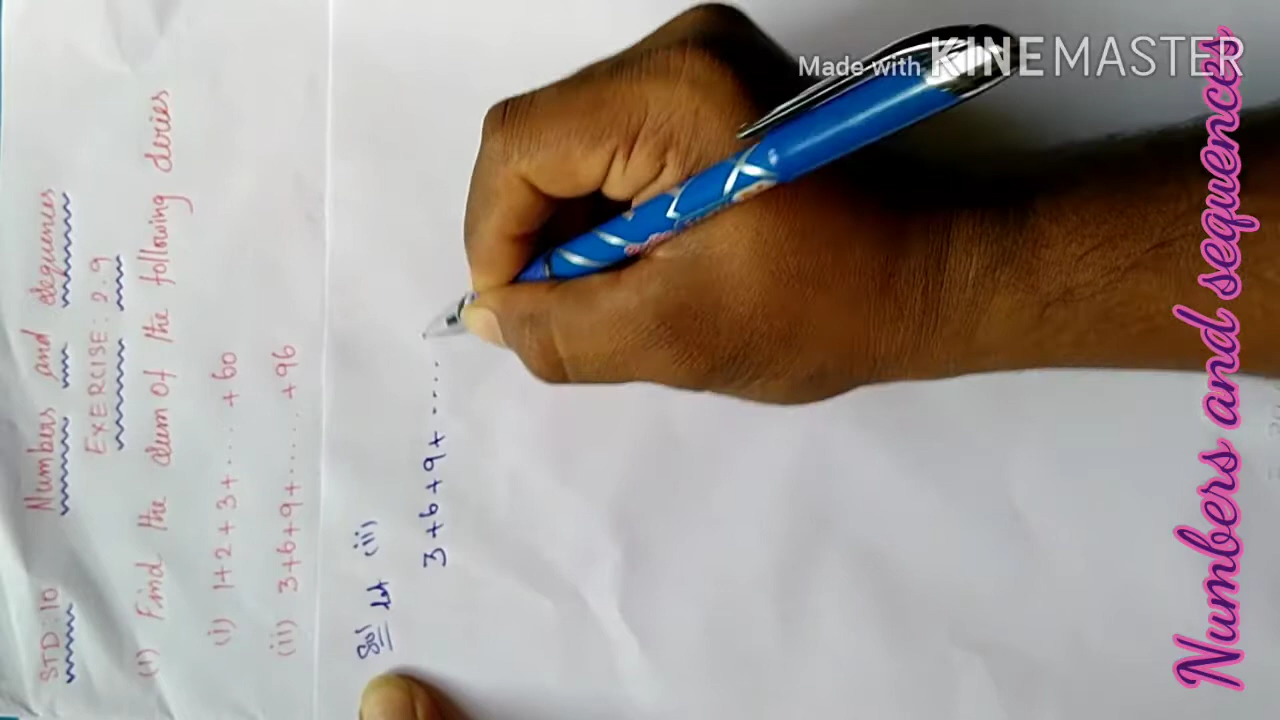 STD:10 Numbers and sequences
EXERCISE: 2.9
(1) Find the sum of the following series
(i) 1+2+3+....+60
(ii) 3+6+9+.....+96
Sol
let (ii)
3+6+9+.....
Made with KINEMASTER
Numbers and sequences